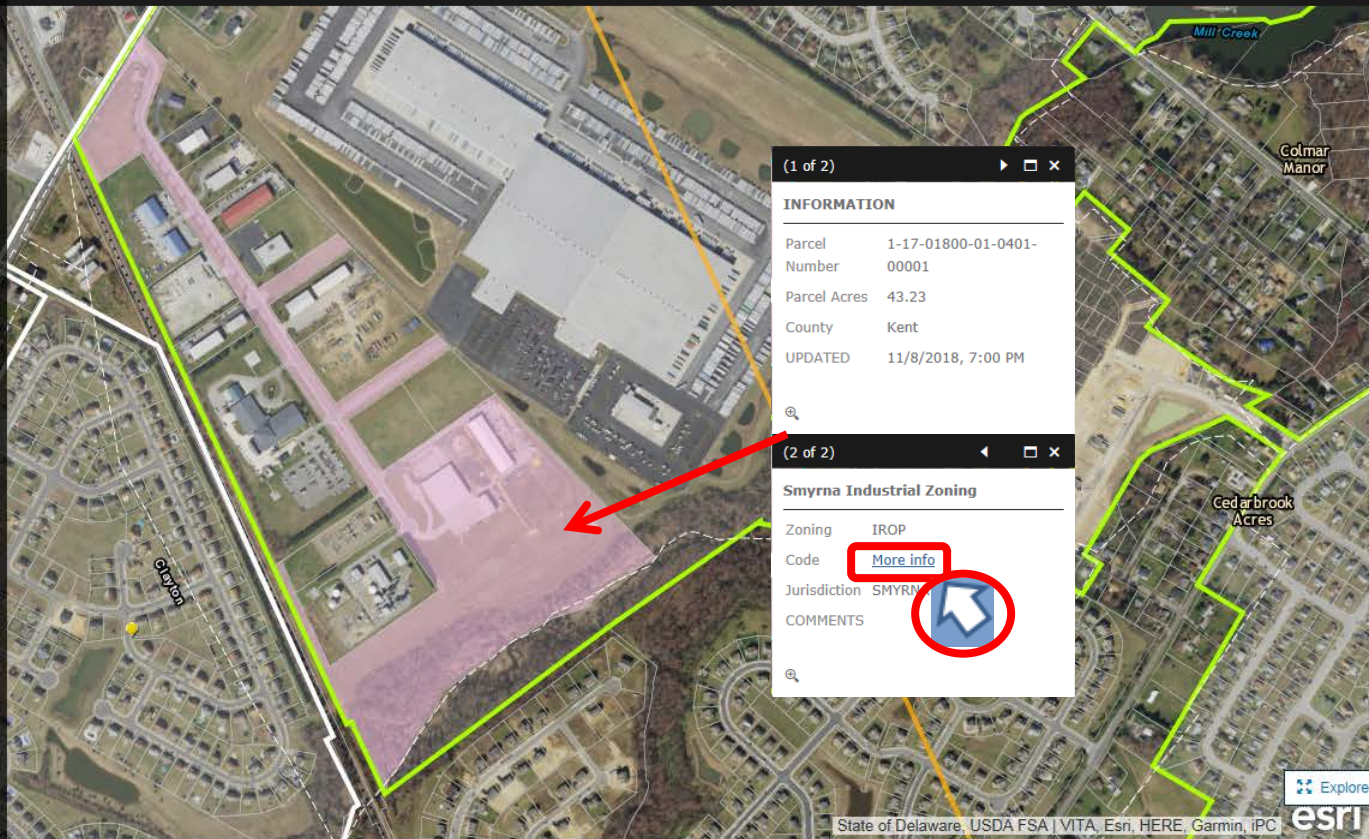 Mill Creek
Colmar
Manor
(1 of 2)
INFORMATION
Parcel Number 1-17-01800-01-0401-
00001
Parcel Acres 43.23
County Kent
UPDATED 11/8/2018, 7:00 PM
(2 of 2)
Smyrna Industrial Zoning
Zoning IROP
Code More info
Jurisdiction SMYRN
COMMENTS
Cedarbrook
Acres
Clayton
Explore
State of Delaware, USDA FSA | VITA, Esri, HERE, Garmin, iPC
esri